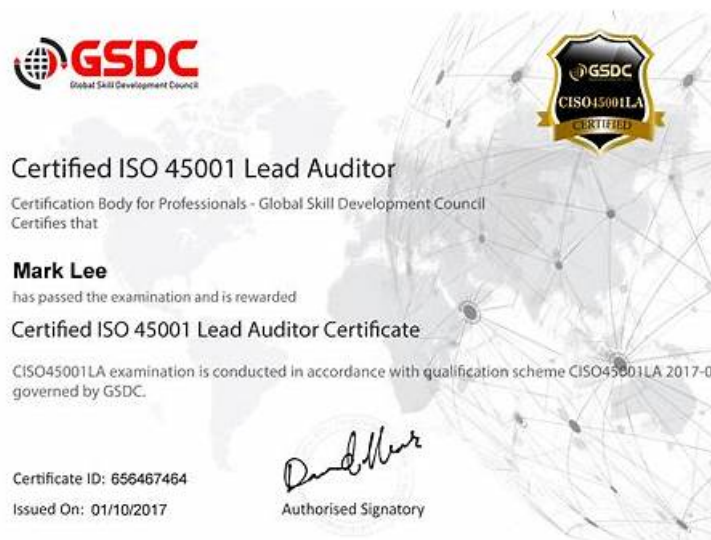 GSDC
Global Skill Development Council
GSDC
CISO45001LA
CERTIFIED
Certified ISO 45001 Lead Auditor
Certification Body for Professionals - Global Skill Development Council
Certifies that
Mark Lee
has passed the examination and is rewarded
Certified ISO 45001 Lead Auditor Certificate
CISO45001LA examination is conducted in accordance with qualification scheme CISO45001LA 2017-0
governed by GSDC.
Certificate ID: 656467464
Issued On: 01/10/2017
Authorised Signatory